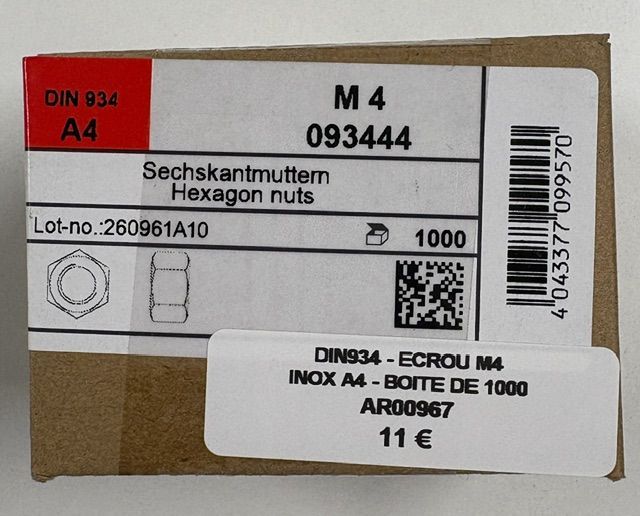 DIN 934
A4
M 4
093444
Sechskantmuttern
Hexagon nuts
Lot-no.:260961A10
1000
4 043377 099570
DIN934 - ECROU M4
INOX A4 - BOITE DE 1000
AR00967
11 €